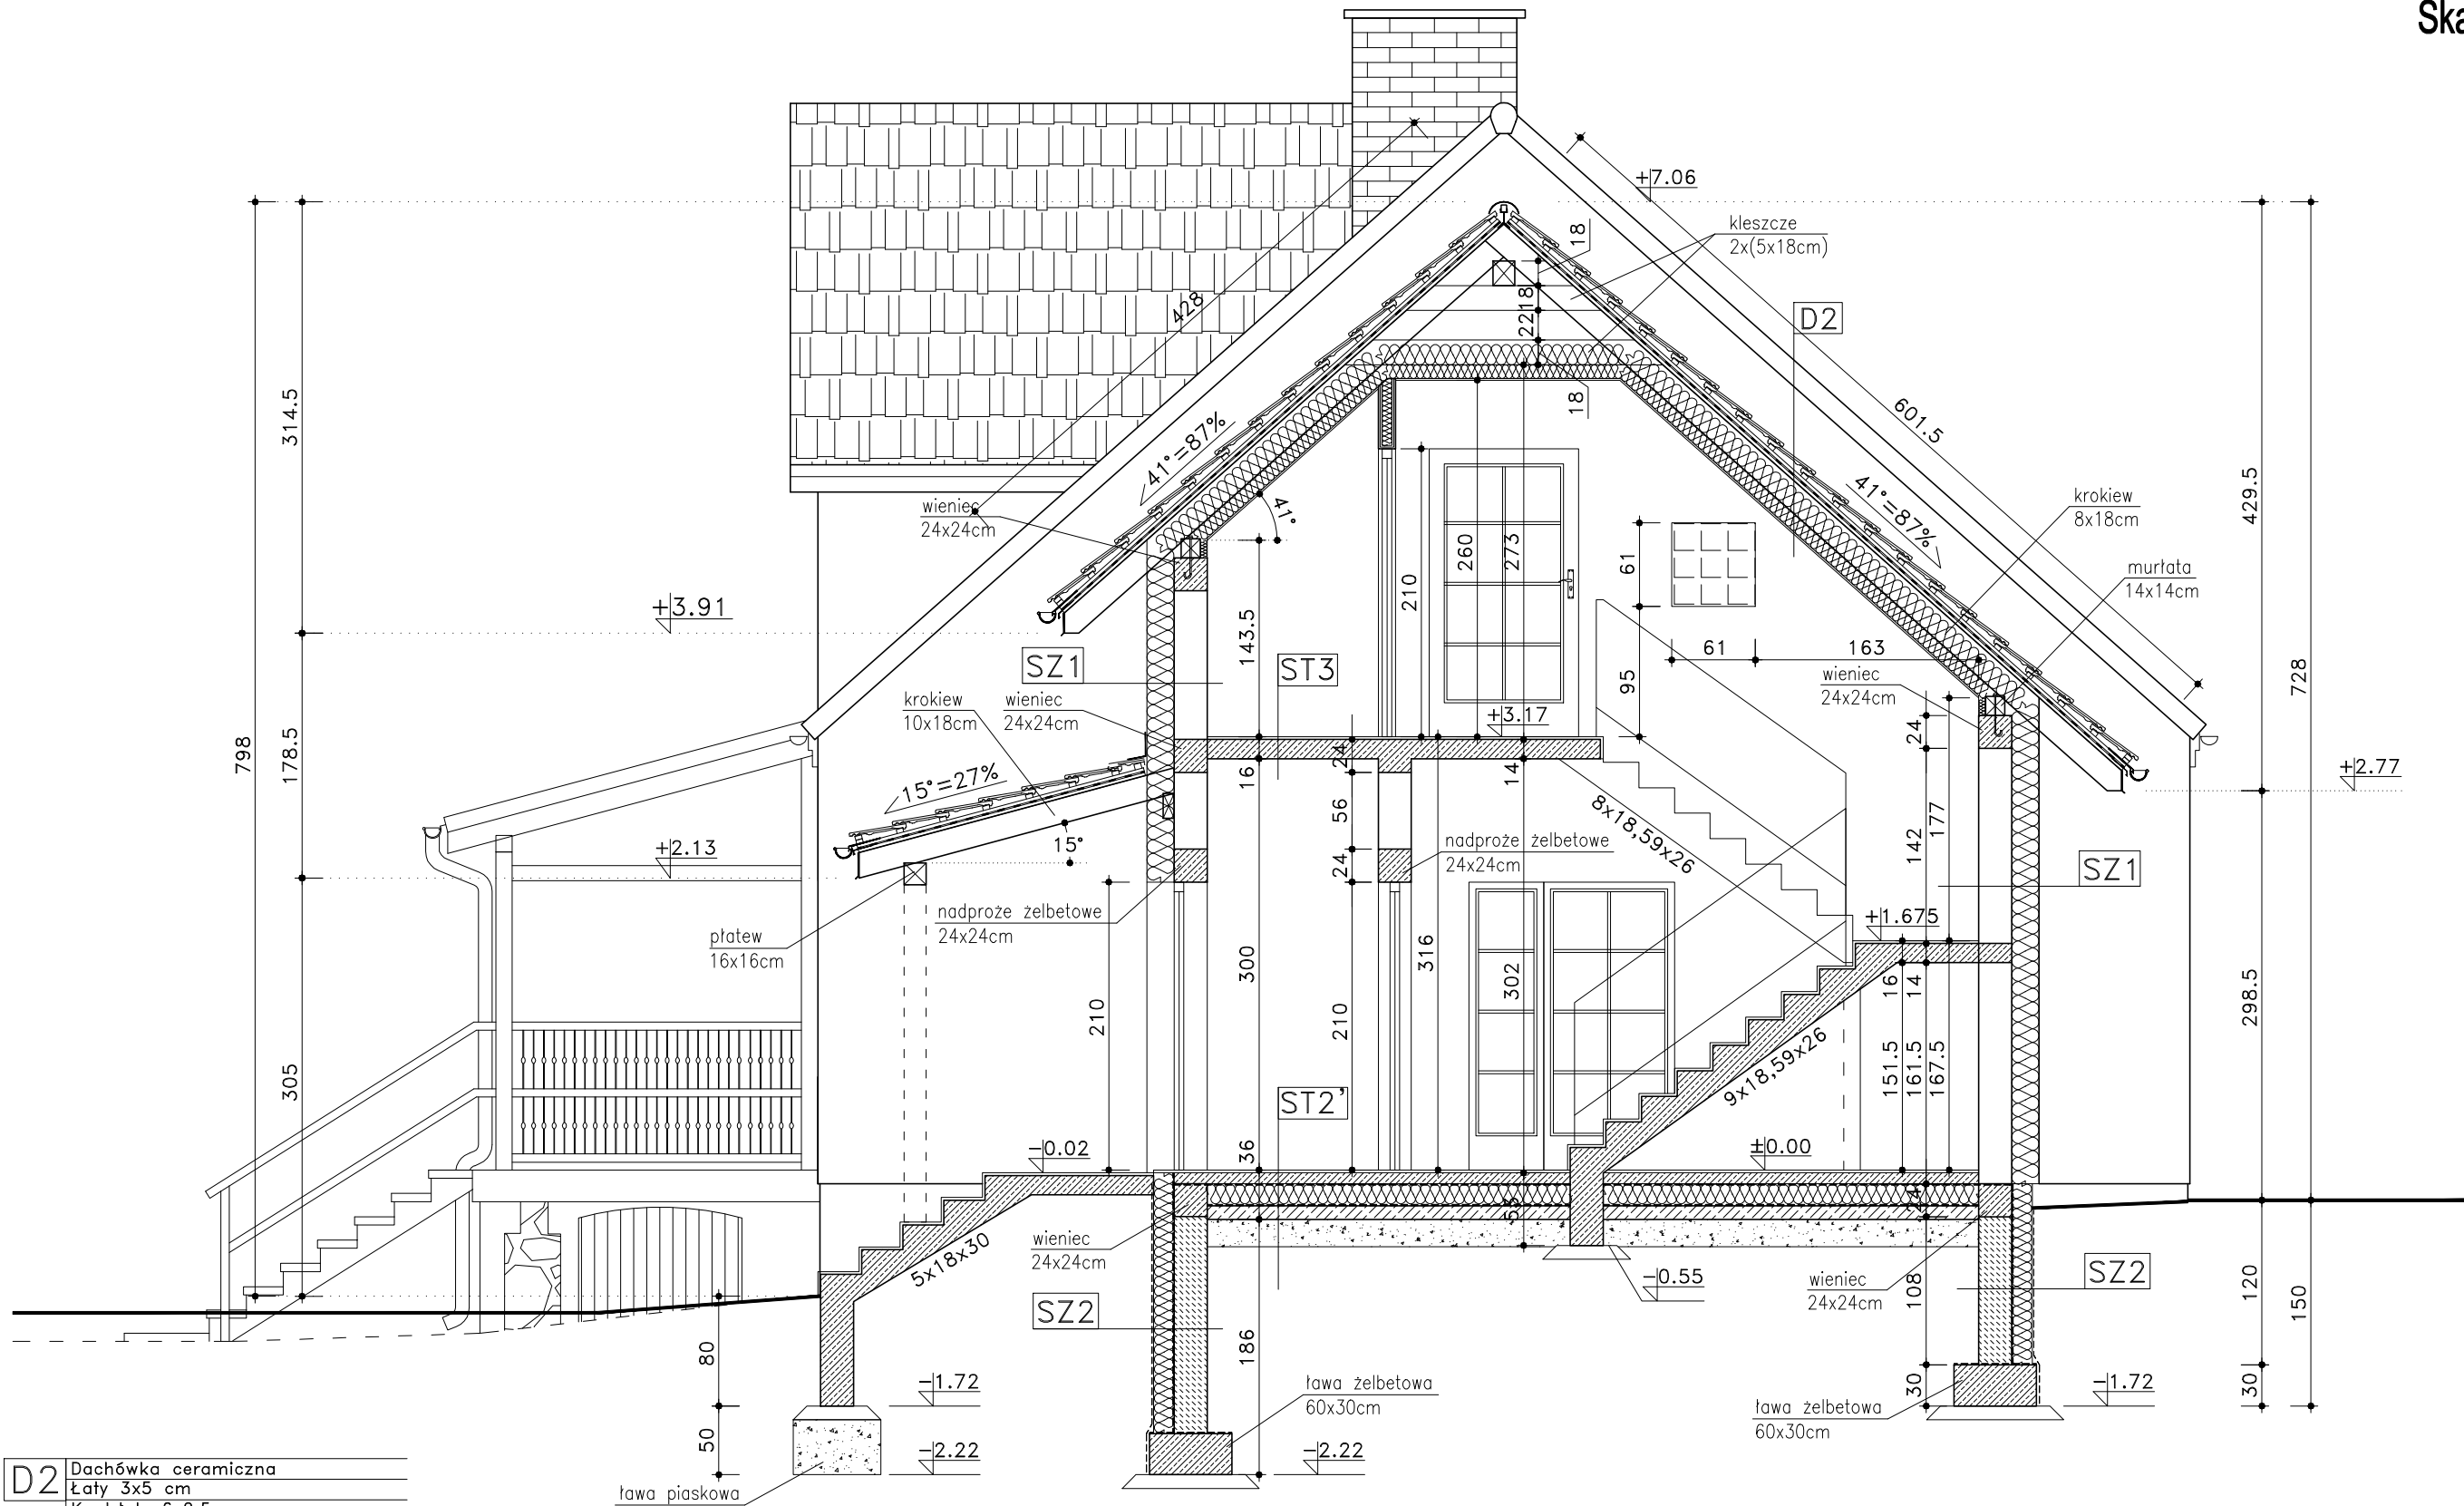 Ska
+7.06
kleszcze
2x(5x18cm)
18
18
22
18
D2
428
601.5
314.5
∠41°=87%
41°=87%
41°
wieniec
24x24cm
krokiew
8x18cm
429.5
murłata
14x14cm
61
260
273
210
+3.91
143.5
61
163
95
SZ1
ST3
wieniec
24x24cm
728
krokiew
10x18cm
wieniec
24x24cm
+3.17
24
798
178.5
+2.77
∠15°=27%
24
16
14
56
8x18,59x26
142
177
15°
+2.13
nadproże żelbetowe
24x24cm
24
SZ1
nadproże żelbetowe
24x24cm
+1.675
płatew
16x16cm
300
316
302
16
14
298.5
210
210
305
151.5
161.5
167.5
9x18,59x26
ST2'
-0.02
36
±0.00
53
24
5x18x30
wieniec
24x24cm
-0.55
wieniec
24x24cm
SZ2
SZ2
108
120
150
80
186
-1.72
ława żelbetowa
60x30cm
30
30
-1.72
ława żelbetowa
60x30cm
50
-2.22
-2.22
ława piaskowa
D2
Dachówka ceramiczna
Łaty 3x5 cm